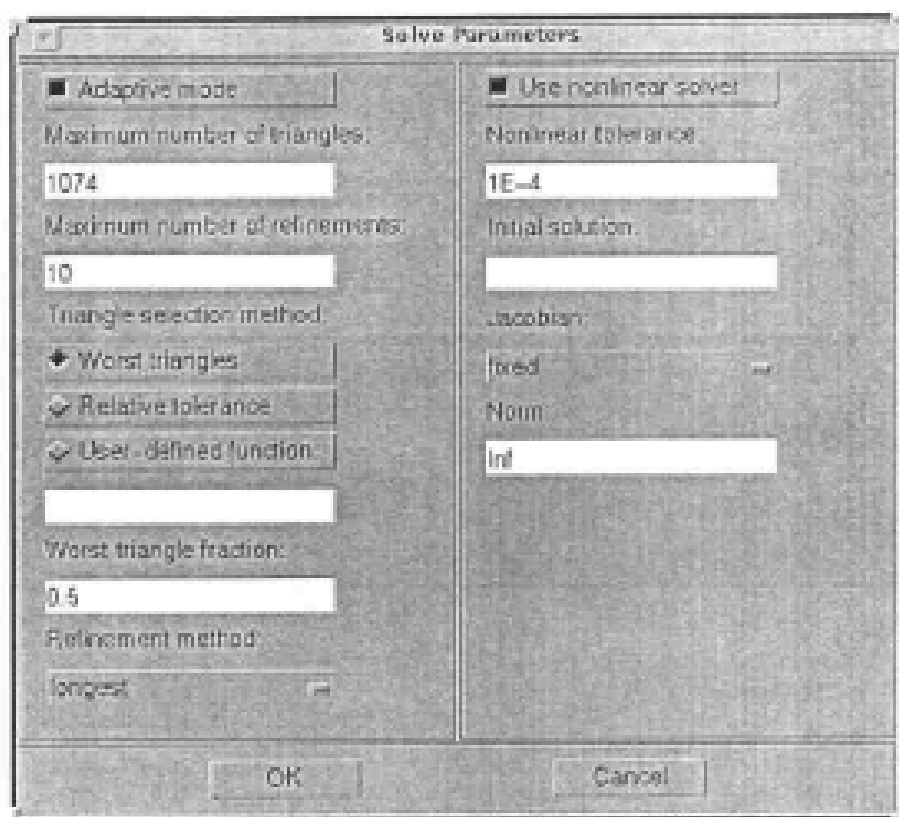 Solve Parameters
Adaptive mode
Maximum number of triangles:
1074
Maximum number of refinements:
10
Triangle selection method:
Worst triangles
Relative tolerance
User-defined function
Worst triangle fraction:
0.5
Refinement method:
longest
Use nonlinear solver
Nonlinear tolerance:
1E-4
Initial solution:
Jacobian:
fixed
Norm:
Inf
OK
Cancel